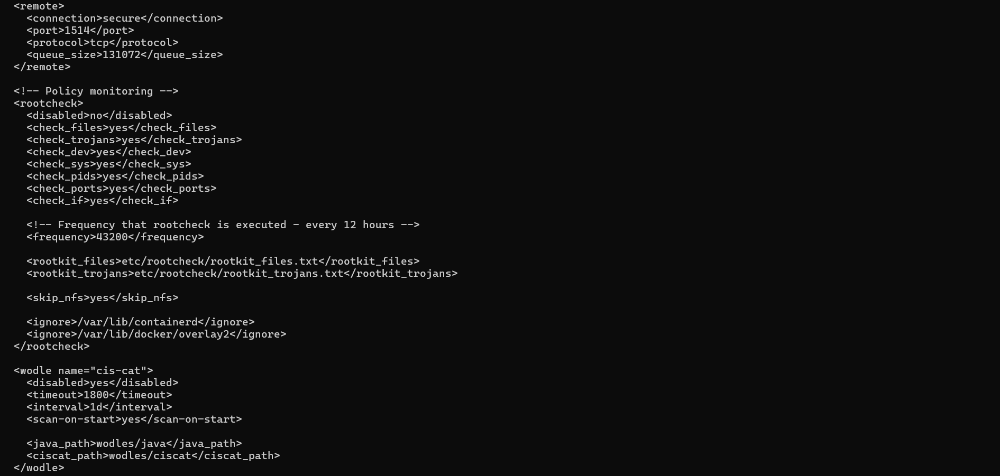 <remote>
<connection>secure</connection>
<port>1514</port>
<protocol>tcp</protocol>
<queue_size>131072</queue_size>
</remote>
<!-- Policy monitoring -->
<rootcheck>
<disabled>no</disabled>
<check_files>yes</check_files>
<check_trojans>yes</check_trojans>
<check_dev>yes</check_dev>
<check_sys>yes</check_sys>
<check_pids>yes</check_pids>
<check_ports>yes</check_ports>
<check_if>yes</check_if>
<!-- Frequency that rootcheck is executed - every 12 hours -->
<frequency>43200</frequency>
<rootkit_files>etc/rootcheck/rootkit_files.txt</rootkit_files>
<rootkit_trojans>etc/rootcheck/rootkit_trojans.txt</rootkit_trojans>
<skip_nfs>yes</skip_nfs>
<ignore>/var/lib/containerd</ignore>
<ignore>/var/lib/docker/overlay2</ignore>
</rootcheck>
<wodle name="cis-cat">
<disabled>yes</disabled>
<timeout>1800</timeout>
<interval>1d</interval>
<scan-on-start>yes</scan-on-start>
<java_path>wodles/java</java_path>
<ciscat_path>wodles/ciscat</ciscat_path>
</wodle>